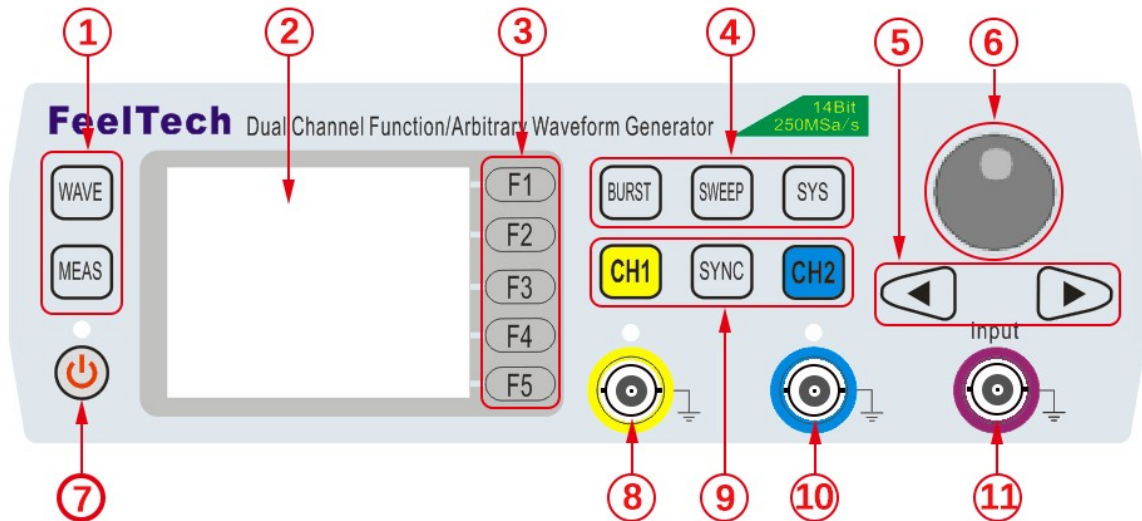 1 2 3 4 5 6
FeelTech Dual Channel Function/Arbitrary Waveform Generator
14Bit
250MSa/s
WAVE
MEAS
F1
F2
F3
F4
F5
BURST SWEEP SYS
CH1 SYNC CH2
Input
7 8 9 10 11